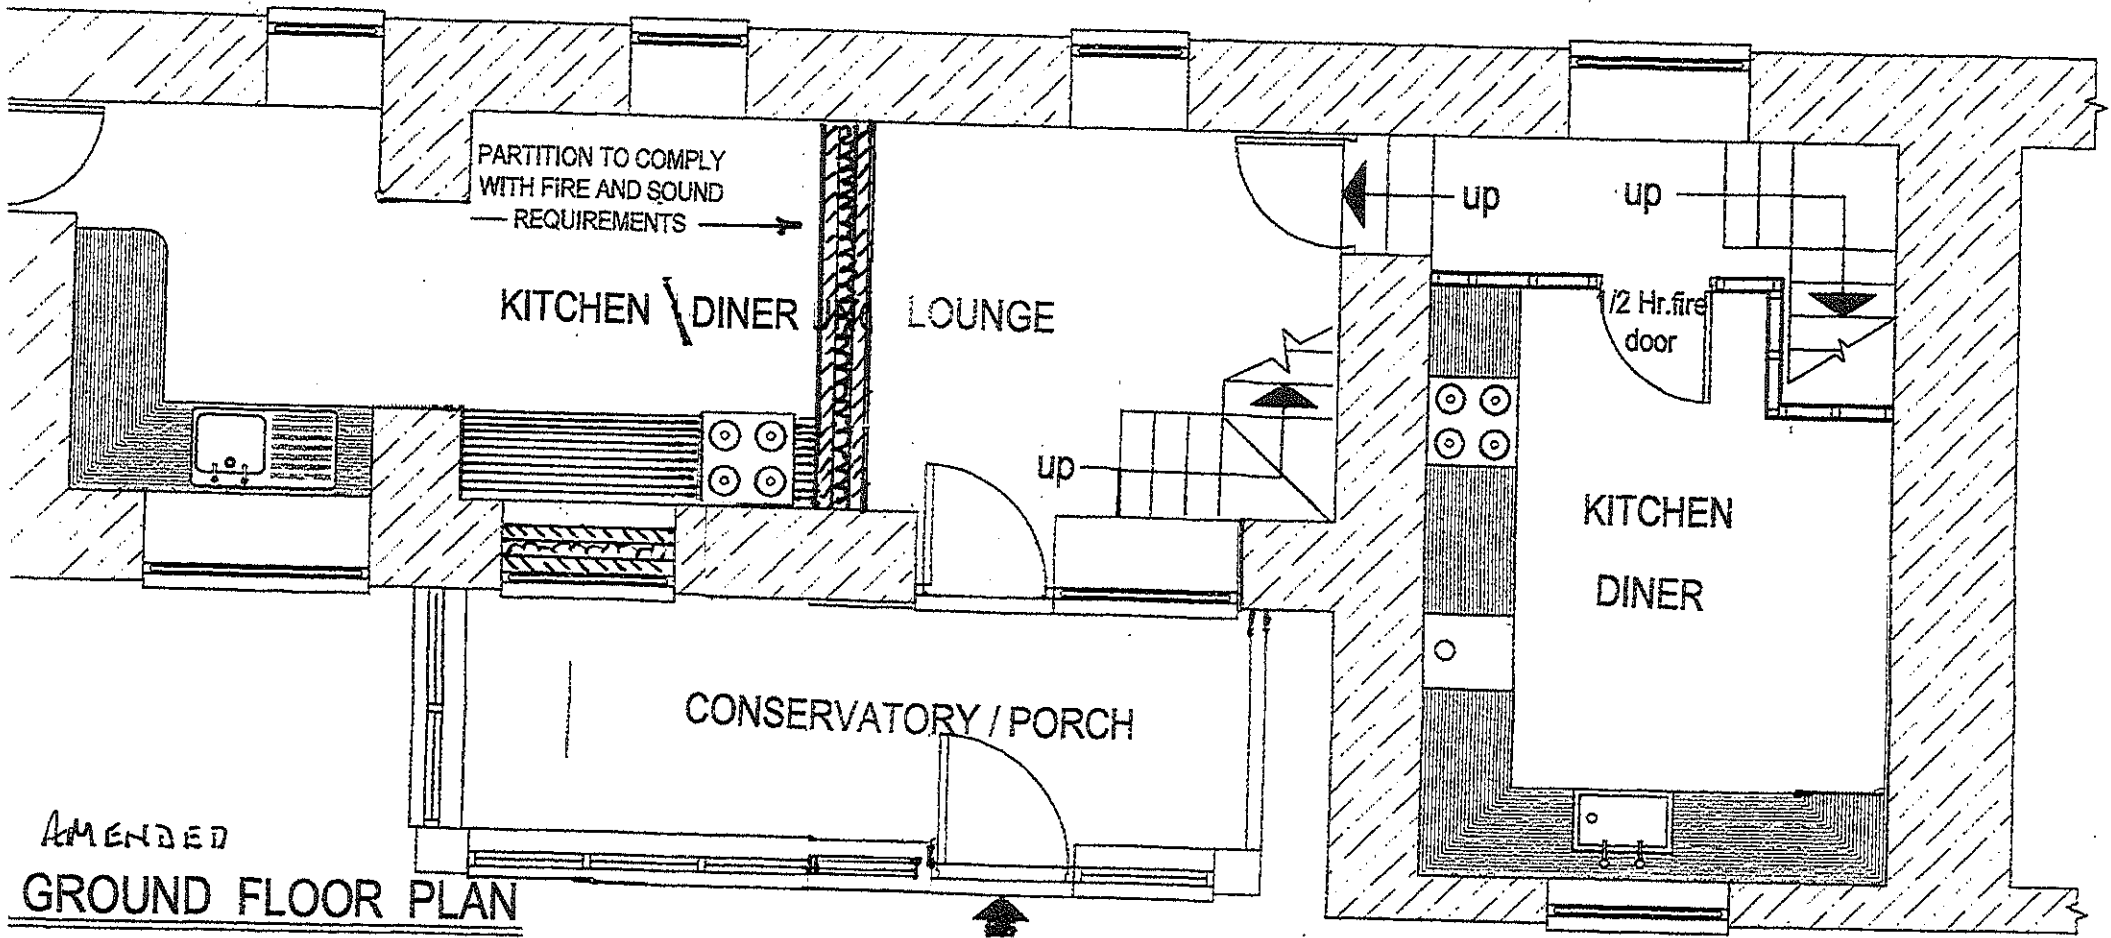 PARTITION TO COMPLY
WITH FIRE AND SOUND
REQUIREMENTS
KITCHEN \ DINER
LOUNGE
up
up
up
1/2 Hr.fire
door
KITCHEN
DINER
CONSERVATORY / PORCH
AMENDED
GROUND FLOOR PLAN